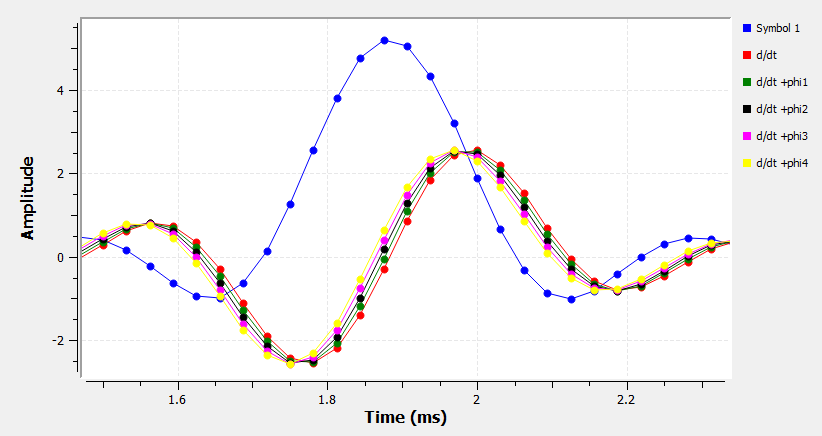 Symbol 1
d/dt
d/dt +phi1
d/dt +phi2
d/dt +phi3
d/dt +phi4
Amplitude
4
2
0
-2
1.6
1.8
2
2.2
Time (ms)